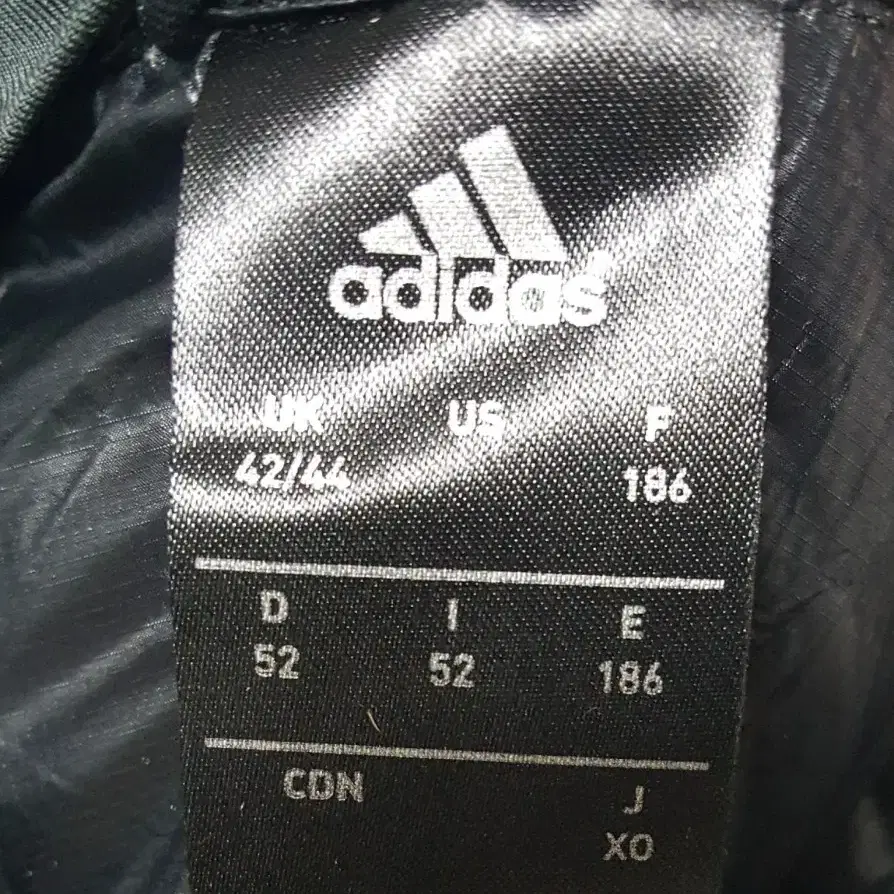 adidas
UK US F
42/44 186
D I E
52 52 186
CDN J
XO